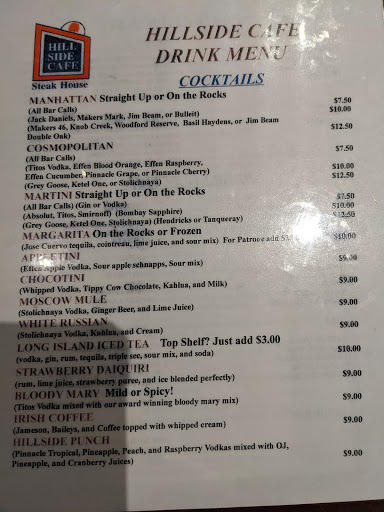 HILL
SIDE
CAFE
Steak House
HILLSIDE CAFE
DRINK MENU
COCKTAILS
MANHATTAN Straight Up or On the Rocks
(All Bar Calls) $7.50
(Jack Daniels, Makers Mark, Jim Beam, or Bulleit) $10.00
(Makers 46, Knob Creek, Woodford Reserve, Basil Haydens, or Jim Beam $12.50
Double Oak)
COSMOPOLITAN
(All Bar Calls) $7.50
(Titos Vodka, Effen Blood Orange, Effen Raspberry,
Effen Cucumber, Pinnacle Grape, or Pinnacle Cherry) $10.00
(Grey Goose, Ketel One, or Stolichnaya) $12.50
MARTINI Straight Up or On the Rocks
(All Bar Calls) (Gin or Vodka) $7.50
(Absolut, Titos, Smirnoff) (Bombay Sapphire) $10.00
(Grey Goose, Ketel One, Stolichnaya) (Hendricks or Tanqueray) $12.50
MARGARITA On the Rocks or Frozen
(Jose Cuervo tequila, cointreau, lime juice, and sour mix) For Patron add $10.00
APPLETINI
(Effen Apple Vodka, Sour apple schnapps, Sour mix) $9.00
CHOCOTINI
(Whipped Vodka, Tippy Cow Chocolate, Kahlua, and Milk) $9.00
MOSCOW MULE
(Stolichnaya Vodka, Ginger Beer, and Lime Juice) $9.00
WHITE RUSSIAN
(Stolichnaya Vodka, Kahlua, and Cream) $9.00
LONG ISLAND ICED TEA Top Shelf? Just add $3.00
(vodka, gin, rum, tequila, triple sec, sour mix, and soda) $10.00
STRAWBERRY DAIQUIRI
(rum, lime juice, strawberry puree, and ice blended perfectly) $9.00
BLOODY MARY Mild or Spicy!
(Titos Vodka mixed with our award winning bloody mary mix) $9.00
IRISH COFFEE
(Jameson, Baileys, and Coffee topped with whipped cream) $9.00
HILLSIDE PUNCH
(Pinnacle Tropical, Pineapple, Peach, and Raspberry Vodkas mixed with OJ, $9.00
Pineapple, and Cranberry Juices)